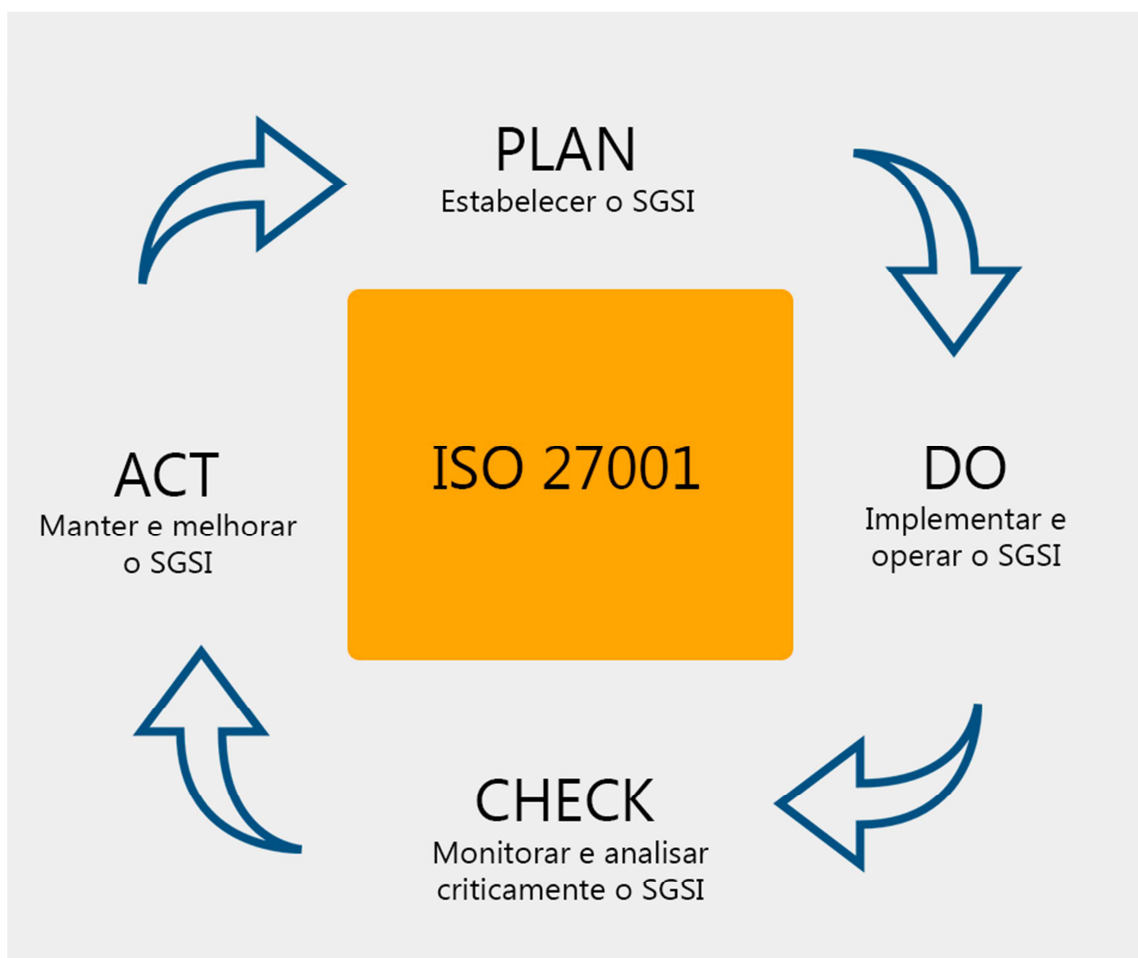 PLAN
Estabelecer o SGSI
ISO 27001
DO
Implementar e
operar o SGSI
CHECK
Monitorar e analisar
criticamente o SGSI
ACT
Manter e melhorar
o SGSI